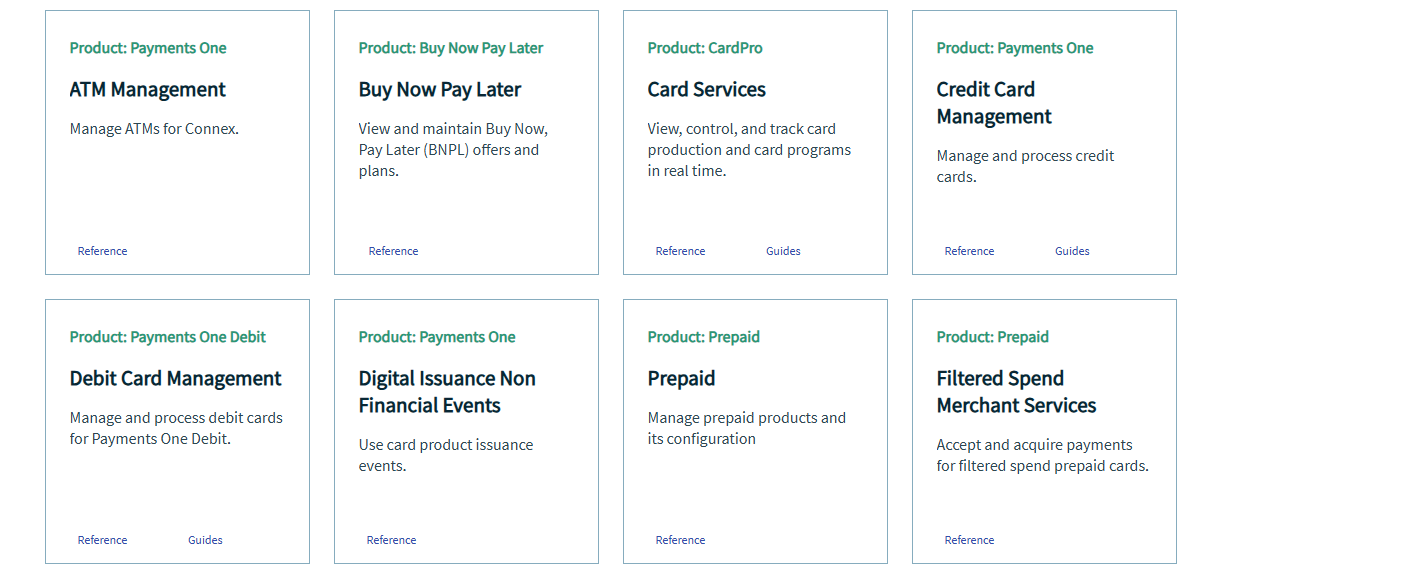 Product: Payments One
ATM Management
Manage ATMs for Connex.
Reference
Product: Buy Now Pay Later
Buy Now Pay Later
View and maintain Buy Now,
Pay Later (BNPL) offers and
plans.
Reference
Product: CardPro
Card Services
View, control, and track card
production and card programs
in real time.
Reference
Guides
Product: Payments One
Credit Card
Management
Manage and process credit
cards.
Reference
Guides
Product: Payments One Debit
Debit Card Management
Manage and process debit cards
for Payments One Debit.
Reference
Guides
Product: Payments One
Digital Issuance Non
Financial Events
Use card product issuance
events.
Reference
Product: Prepaid
Prepaid
Manage prepaid products and
its configuration
Reference
Product: Prepaid
Filtered Spend
Merchant Services
Accept and acquire payments
for filtered spend prepaid cards.
Reference